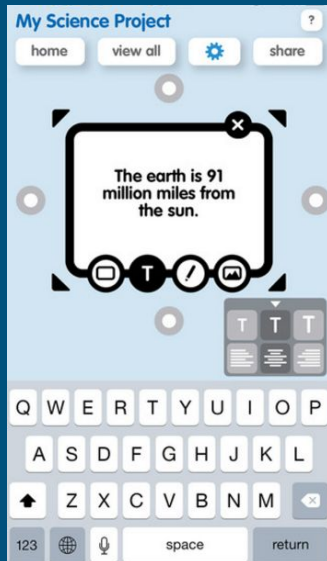 My Science Project
?
home
view all
share
The earth is 91
million miles from
the sun.
T
T T T
Q W E R T Y U I O P
A S D F G H J K L
Z X C V B N M
123
space
return